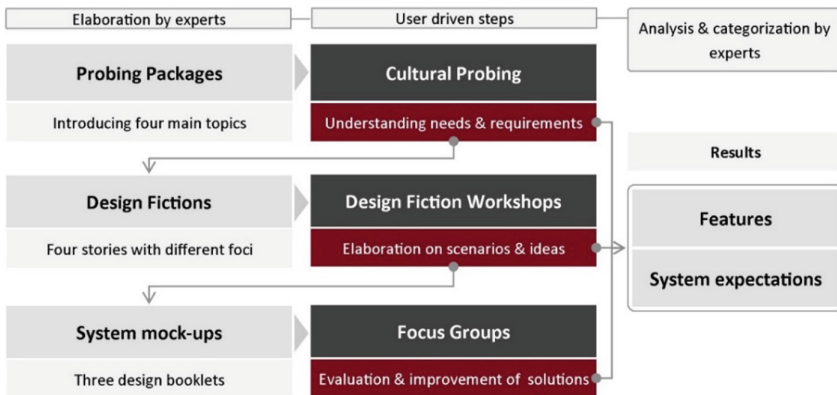 Elaboration by experts
User driven steps
Analysis & categorization by
experts
Probing Packages
Cultural Probing
Introducing four main topics
Understanding needs & requirements
Results
Design Fictions
Design Fiction Workshops
Features
Four stories with different foci
Elaboration on scenarios & ideas
System expectations
System mock-ups
Focus Groups
Three design booklets
Evaluation & improvement of solutions